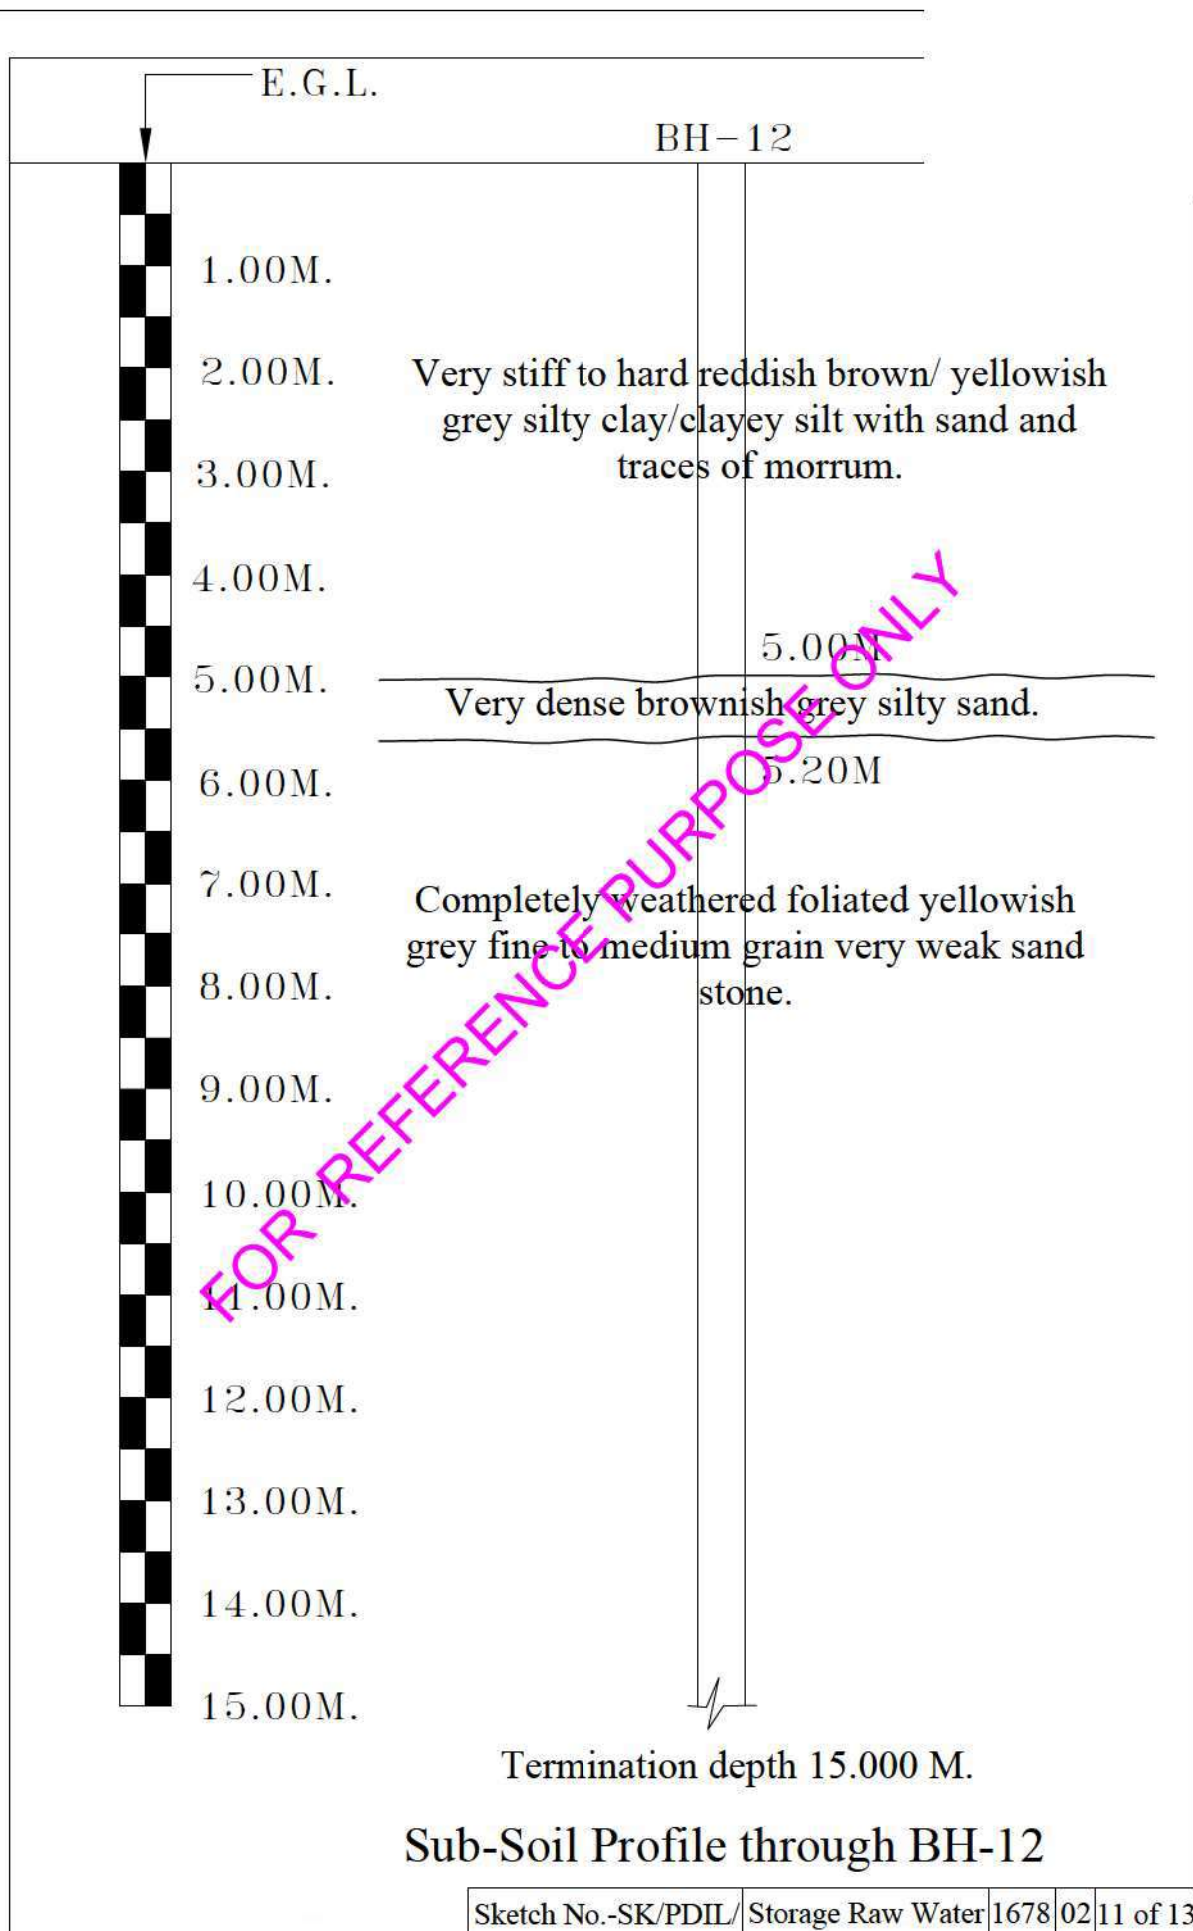 E.G.L.
BH-12
1.00M.
2.00M.
Very stiff to hard reddish brown/ yellowish
grey silty clay/clayey silt with sand and
traces of morrum.
3.00M.
4.00M.
5.00M
5.00M.
Very dense brownish grey silty sand.
5.20M
6.00M.
7.00M.
Completely weathered foliated yellowish
grey fine to medium grain very weak sand
stone.
8.00M.
9.00M.
10.00M.
11.00M.
12.00M.
13.00M.
14.00M.
15.00M.
FOR REFERENCE PURPOSE ONLY
Termination depth 15.000 M.
Sub-Soil Profile through BH-12
Sketch No.-SK/PDIL/ Storage Raw Water 1678 02 11 of 13